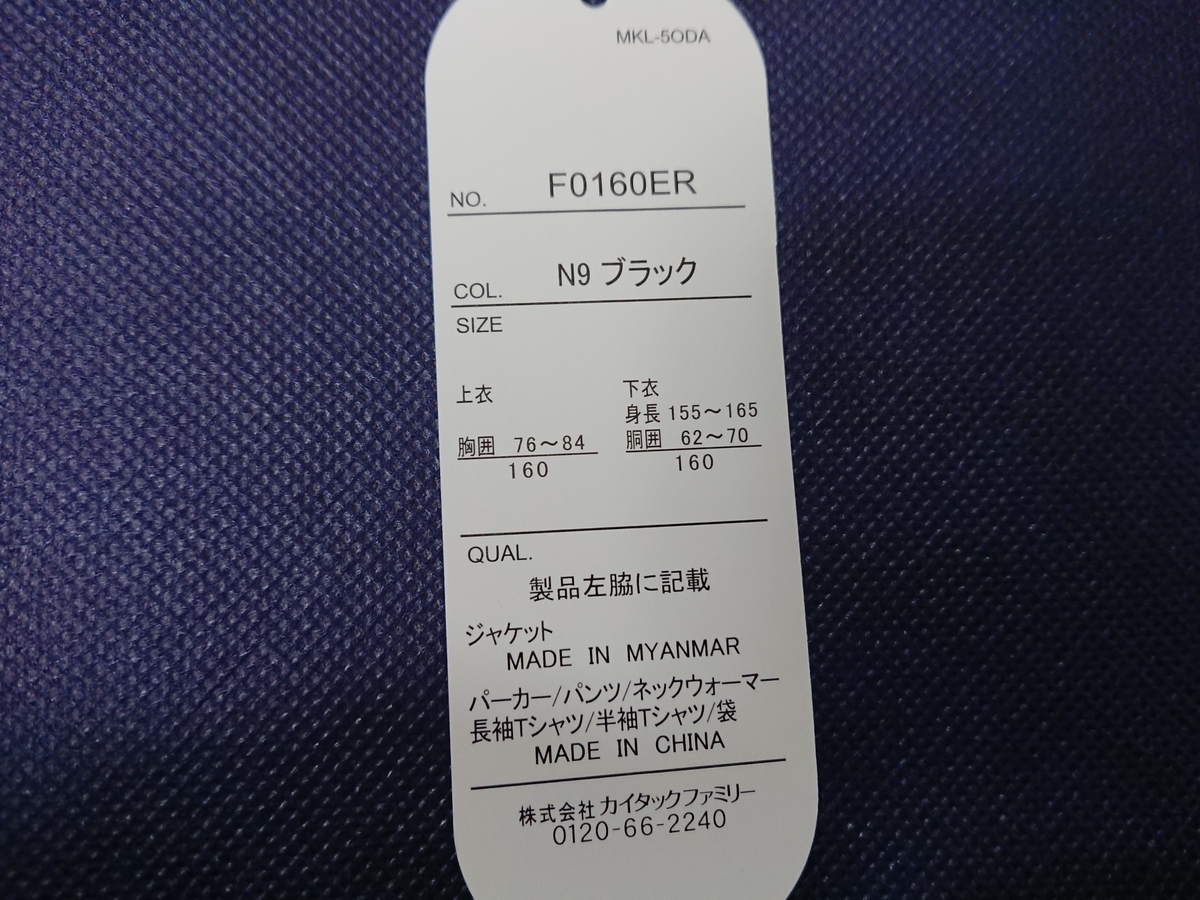 MKL-50DA
NO. F0160ER
COL. N9 ブラック
SIZE
上衣
胸囲 76～84
160
下衣
身長 155～165
胴囲 62～70
160
QUAL.
製品左脇に記載
ジャケット
MADE IN MYANMAR
パーカー/パンツ/ネックウォーマー
長袖Tシャツ/半袖Tシャツ/袋
MADE IN CHINA
株式会社 カイタックファミリー
0120-66-2240